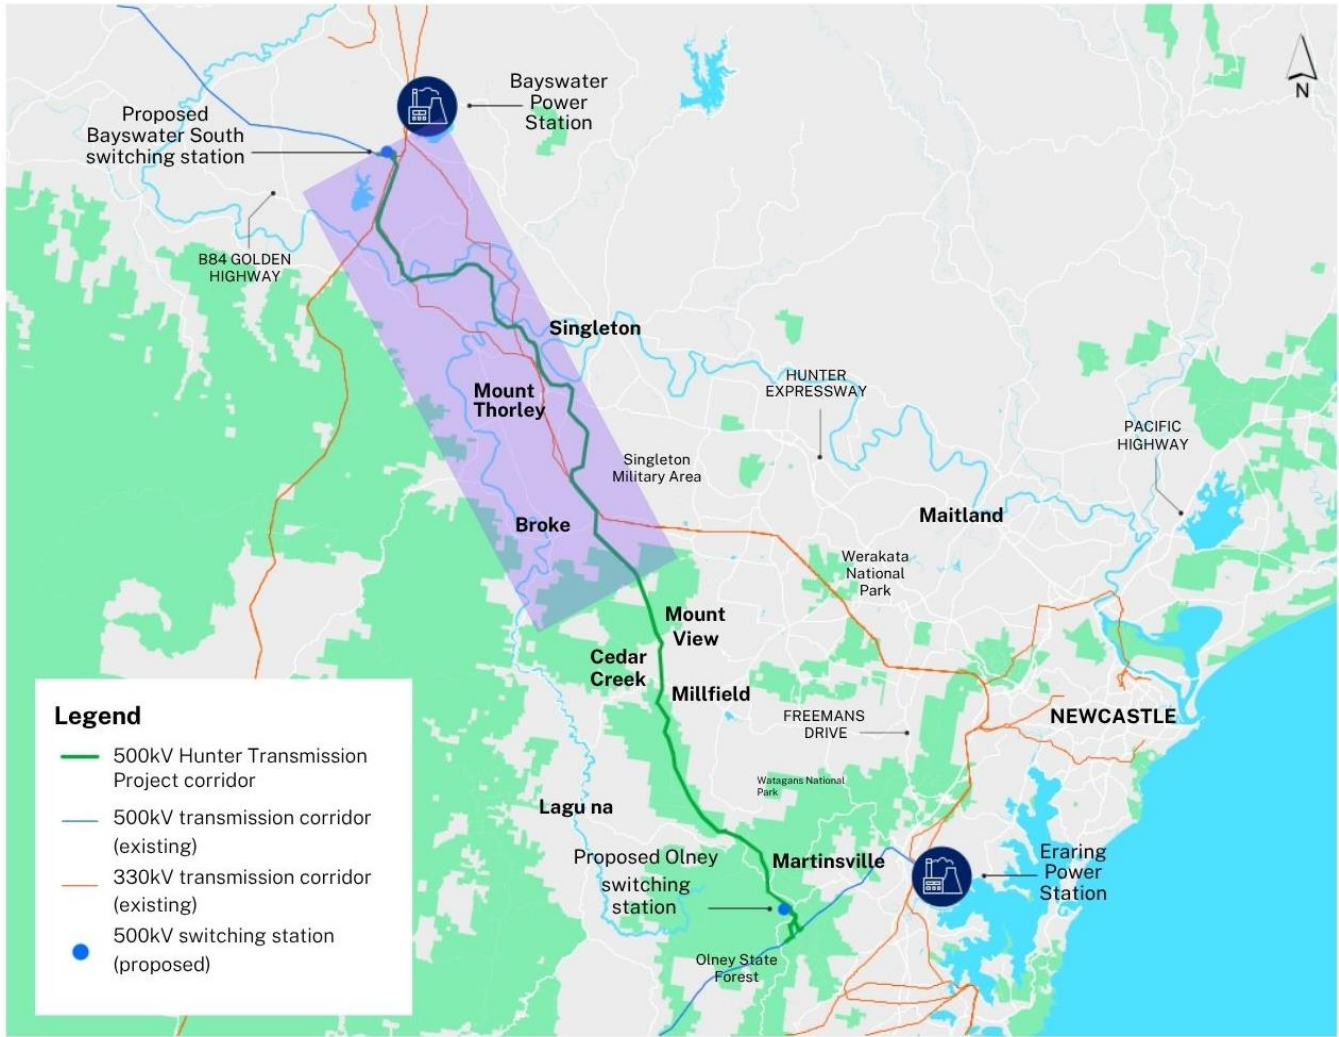 Bayswater
Power
Station
Proposed
Bayswater South
switching station
N
B84 GOLDEN
HIGHWAY
Singleton
HUNTER
EXPRESSWAY
Mount
Thorley
PACIFIC
HIGHWAY
Singleton
Military Area
Broke
Maitland
Werakata
National
Park
Mount
View
Cedar
Creek
Millfield
FREEMANS
DRIVE
NEWCASTLE
Watagans National
Park
Lagu na
Martinsville
Proposed Olney
switching
station
Eraring
Power
Station
Olney State
Forest
Legend
500kV Hunter Transmission
Project corridor
500kV transmission corridor
(existing)
330kV transmission corridor
(existing)
500kV switching station
(proposed)